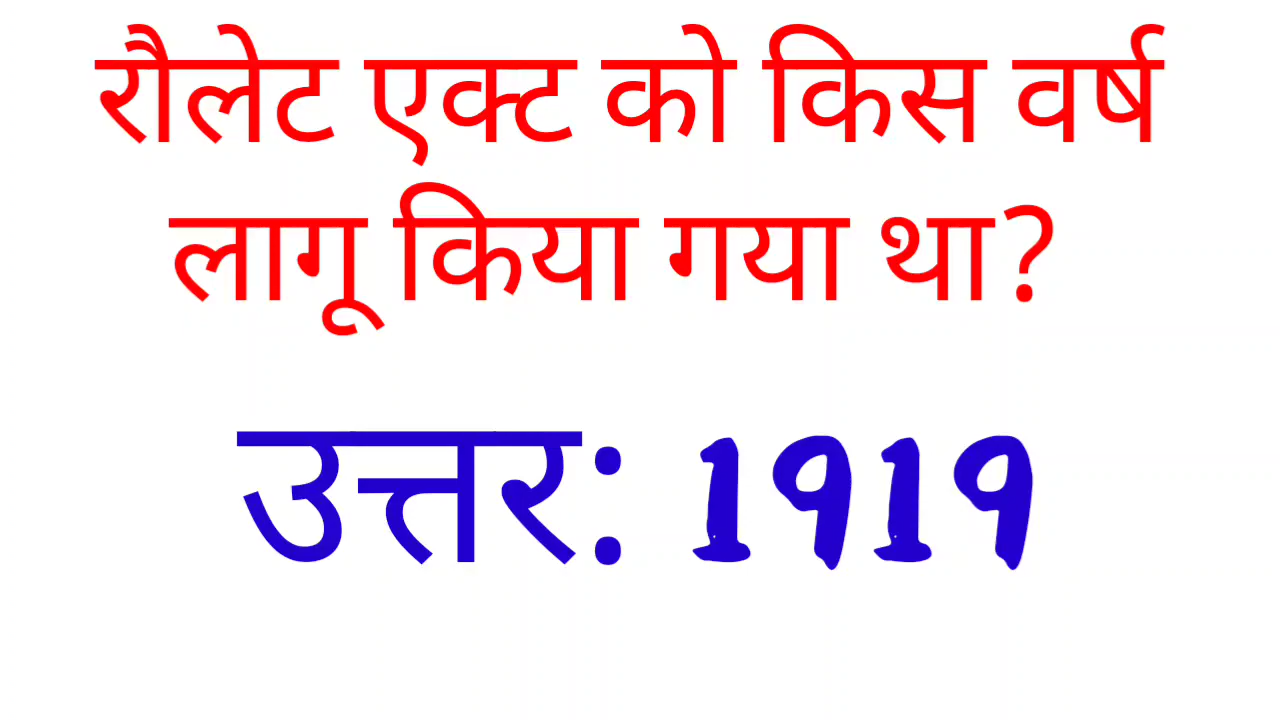 रौलेट एक्ट को किस वर्ष
लागू किया गया था?
उत्तर: 1919